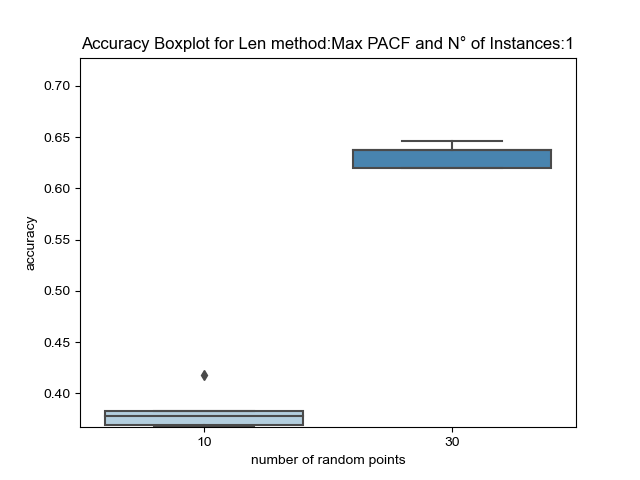 Accuracy Boxplot for Len method:Max PACF and N° of Instances:1
0.70
0.65
0.60
0.55
0.50
0.45
0.40
accuracy
10 30
number of random points